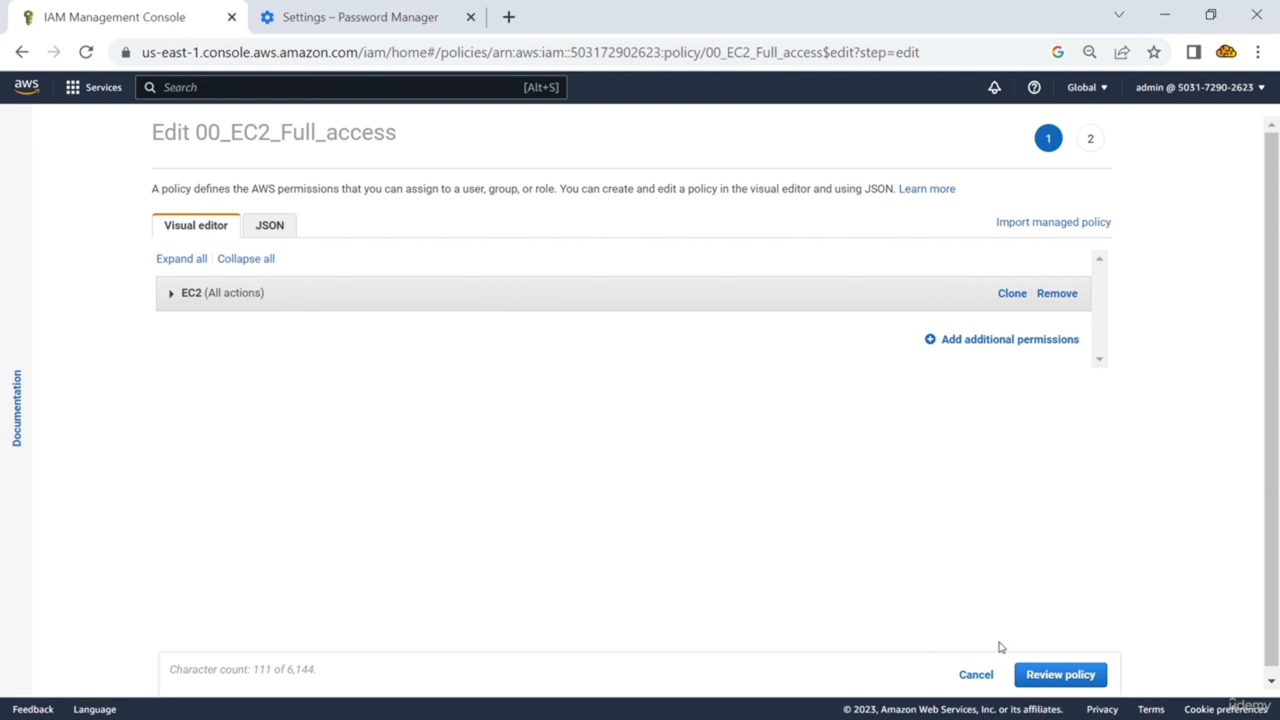 IAM Management Console
Settings – Password Manager
us-east-1.console.aws.amazon.com/iam/home#/policies/arn:aws:iam::503172902623:policy/00_EC2_Full_access$edit?step=edit
aws
Services
Search
[Alt+S]
Global
admin @ 5031-7290-2623
Edit 00_EC2_Full_access
1
2
A policy defines the AWS permissions that you can assign to a user, group, or role. You can create and edit a policy in the visual editor and using JSON. Learn more
Visual editor
JSON
Import managed policy
Expand all
Collapse all
EC2 (All actions)
Clone
Remove
Add additional permissions
Documentation
Character count: 111 of 6,144.
Cancel
Review policy
Feedback
Language
© 2023, Amazon Web Services, Inc. or its affiliates.
Privacy
Terms
Cookie preferences
ûdemy